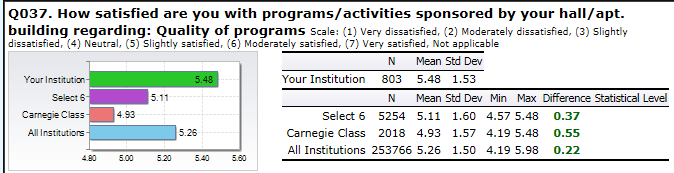 Q037. How satisfied are you with programs/activities sponsored by your hall/apt.
building regarding: Quality of programs Scale: (1) Very dissatisfied, (2) Moderately dissatisfied, (3) Slightly
dissatisfied, (4) Neutral, (5) Slightly satisfied, (6) Moderately satisfied, (7) Very satisfied, Not applicable
Your Institution 5.48
Select 6 5.11
Carnegie Class 4.93
All Institutions 5.26
4.80 5.00 5.20 5.40 5.60
N Mean Std Dev
Your Institution 803 5.48 1.53
N Mean Std Dev Min Max Difference Statistical Level
Select 6 5254 5.11 1.60 4.57 5.48 0.37
Carnegie Class 2018 4.93 1.57 4.19 5.48 0.55
All Institutions 253766 5.26 1.50 4.19 5.98 0.22